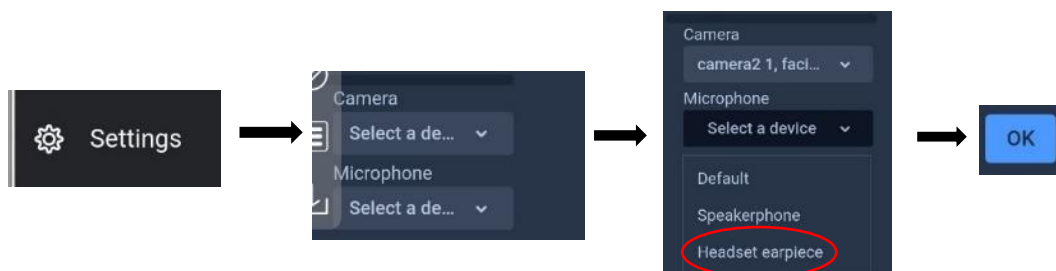 Settings
Camera
Select a de...
Microphone
Select a de...
Camera
camera2 1, faci...
Microphone
Select a device
Default
Speakerphone
Headset earpiece
OK